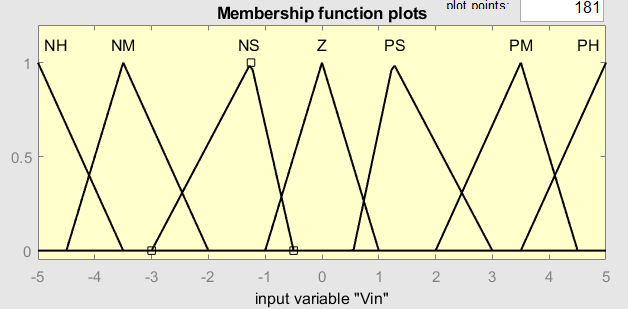 Membership function plots plot points: 181
NH NM NS Z PS PM PH
1
0.5
0
-5 -4 -3 -2 -1 0 1 2 3 4 5
input variable "Vin"